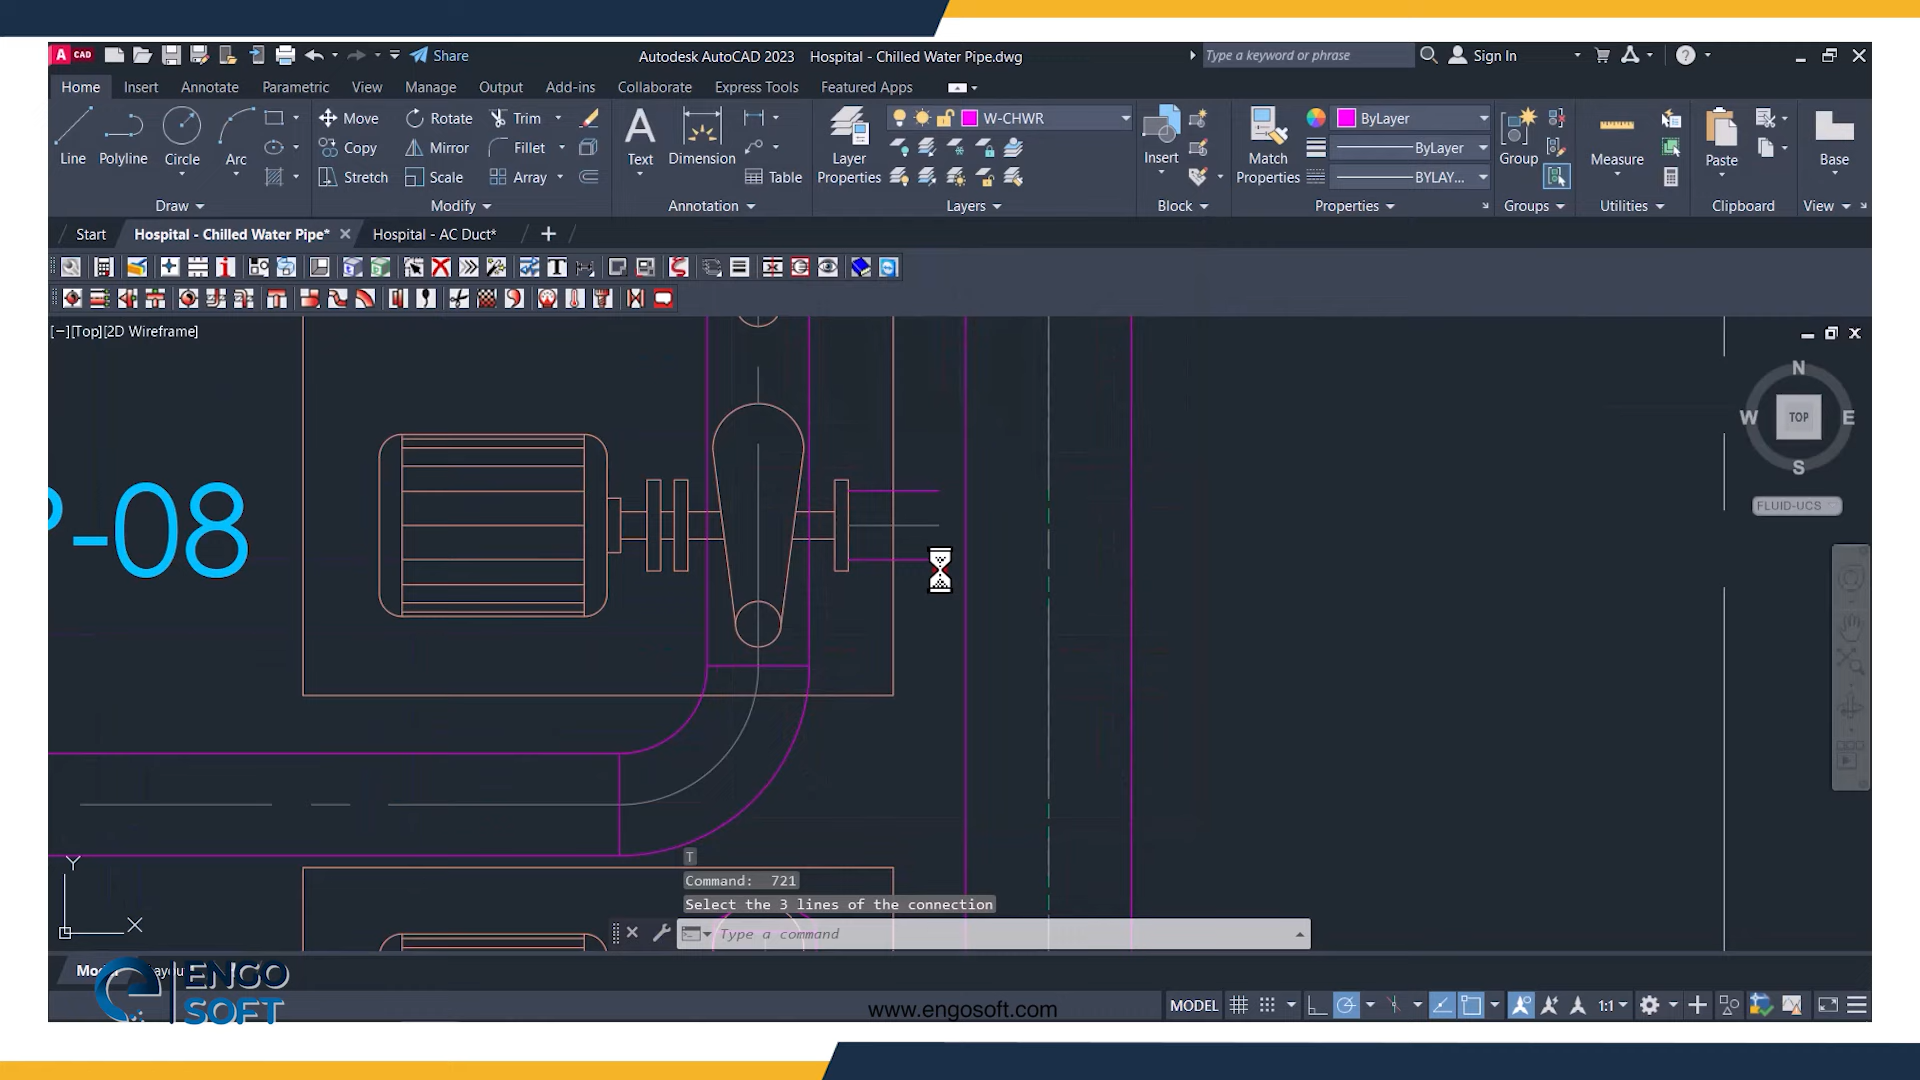 A CAD Share Autodesk AutoCAD 2023 Hospital - Chilled Water Pipe.dwg Type a keyword or phrase Sign In
Home Insert Annotate Parametric View Manage Output Add-ins Collaborate Express Tools Featured Apps
Line Polyline Circle Arc
Move Rotate Trim
Copy Mirror Fillet
Stretch Scale Array
Text Dimension Table
Layer Properties W-CHWR
Insert
Match Properties ByLayer
ByLayer
BYLAY...
Group Measure Paste Base
Draw Modify Annotation Layers Block Properties Groups Utilities Clipboard View
Start Hospital - Chilled Water Pipe* Hospital - AC Duct*
[−][Top][2D Wireframe]
N
W TOP E
S
FLUID-UCS
-08
T
Command: 721
Select the 3 lines of the connection
Type a command
Y
X
ENGO
SOFT
www.engosoft.com
MODEL 1:1